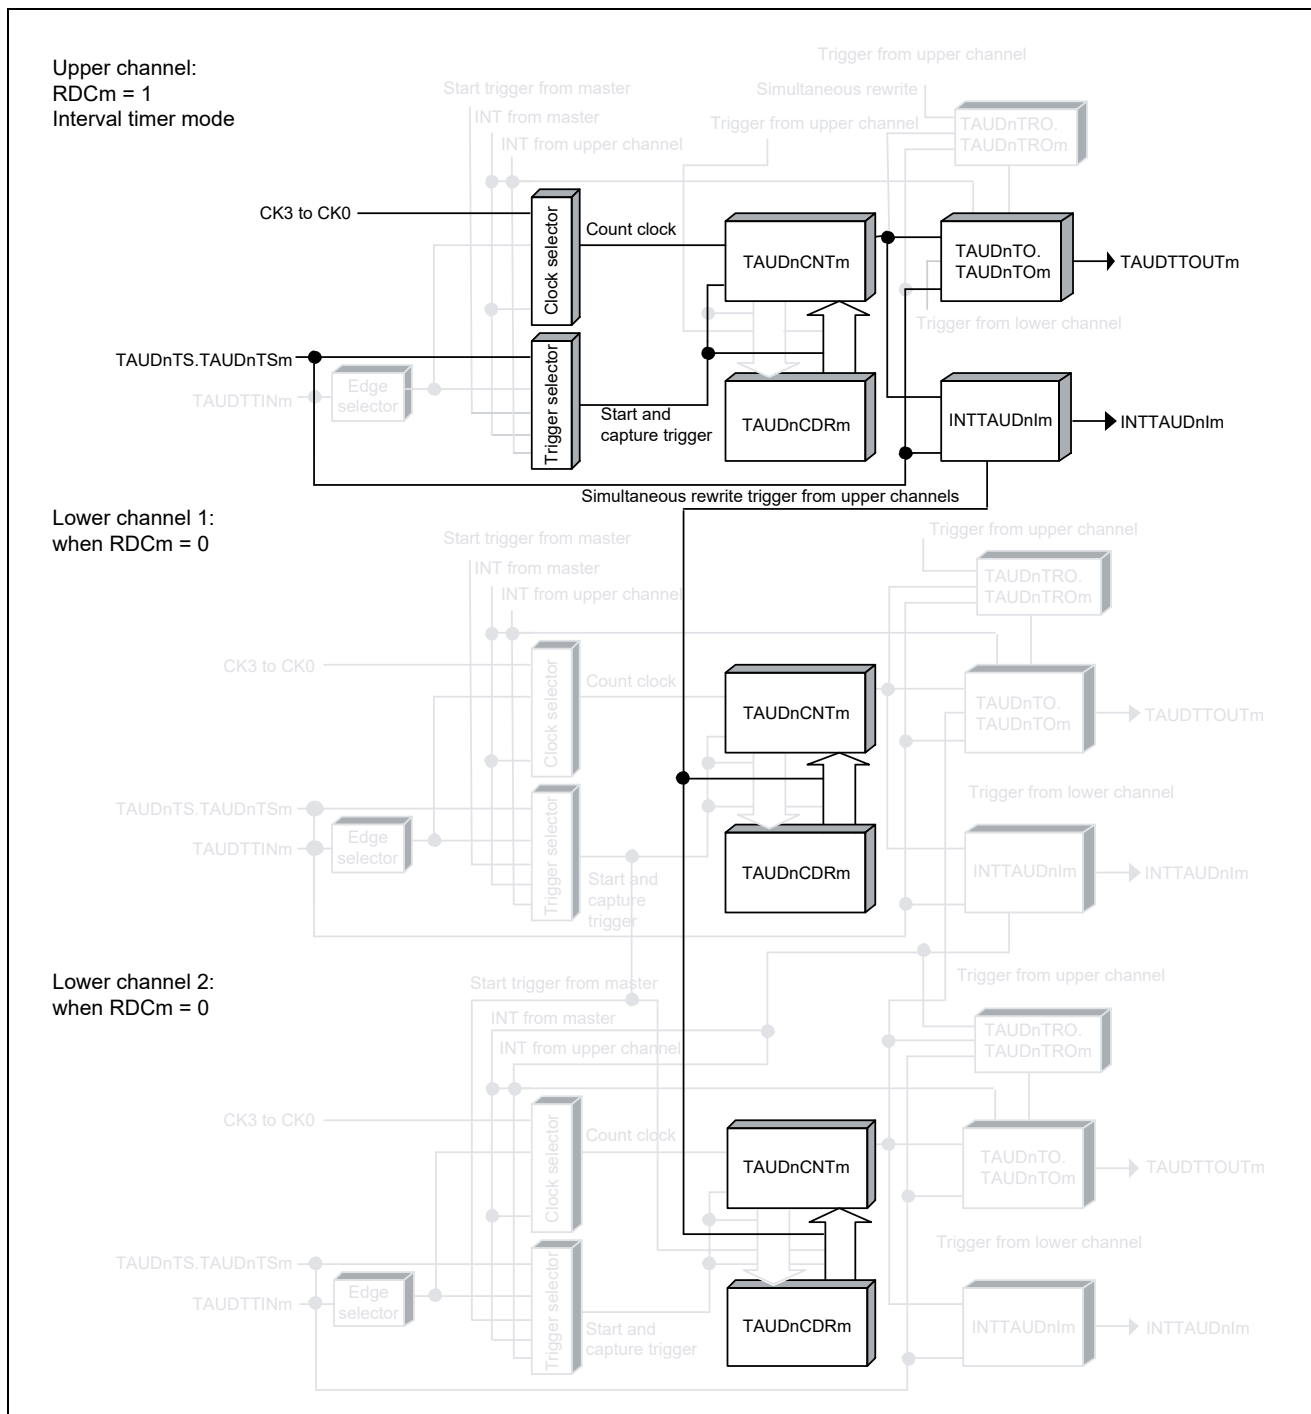 Upper channel:
RDCm = 1
Interval timer mode
Trigger from upper channel
Simultaneous rewrite
Start trigger from master
INT from master
Trigger from upper channel
INT from upper channel
TAUDnTRO.
TAUDnTROm
CK3 to CK0
Clock selector
Count clock
TAUDnCNTm
TAUDnTO.
TAUDnTOm
TAUDTTOUTm
Trigger from lower channel
TAUDnTS.TAUDnTSm
TAUDTTINm
Edge
selector
Trigger selector
Start and
capture trigger
TAUDnCDRm
INTTAUDnIm
INTTAUDnIm
Simultaneous rewrite trigger from upper channels
Lower channel 1:
when RDCm = 0
Start trigger from master
INT from master
INT from upper channel
Trigger from upper channel
TAUDnTRO.
TAUDnTROm
CK3 to CK0
Clock selector
Count clock
TAUDnCNTm
TAUDnTO.
TAUDnTOm
TAUDTTOUTm
Trigger from lower channel
TAUDnTS.TAUDnTSm
TAUDTTINm
Edge
selector
Trigger selector
Start and
capture
trigger
TAUDnCDRm
INTTAUDnIm
INTTAUDnIm
Lower channel 2:
when RDCm = 0
Start trigger from master
INT from master
INT from upper channel
Trigger from upper channel
TAUDnTRO.
TAUDnTROm
CK3 to CK0
Clock selector
Count clock
TAUDnCNTm
TAUDnTO.
TAUDnTOm
TAUDTTOUTm
Trigger from lower channel
TAUDnTS.TAUDnTSm
TAUDTTINm
Edge
selector
Trigger selector
Start and
capture trigger
TAUDnCDRm
INTTAUDnIm
INTTAUDnIm